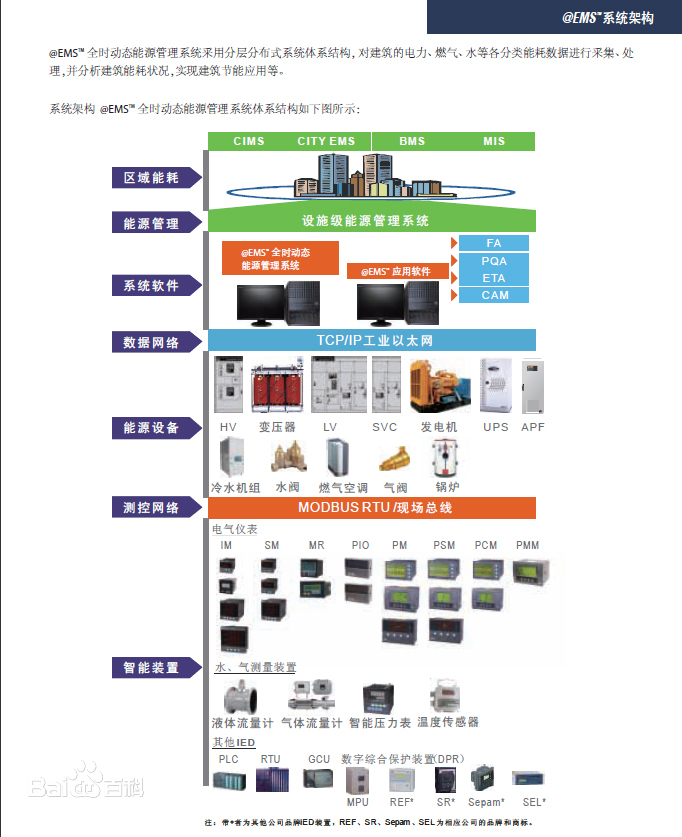 @EMS™系统架构
@EMS™ 全时动态能源管理系统采用分层分布式系统体系结构，对建筑的电力、燃气、水等各分类能耗数据进行采集、处
理，并分析建筑能耗状况，实现建筑节能应用等。
系统架构 @EMS™ 全时动态能源管理系统体系结构如下图所示：
CIMS CITY EMS BMS MIS
区域能耗
能源管理
设施级能源管理系统
系统软件
@EMS™ 全时动态
能源管理系统
@EMS™ 应用软件
FA
PQA
ETA
CAM
数据网络
TCP/IP工业以太网
能源设备
HV 变压器 LV SVC 发电机 UPS APF
冷水机组 水阀 燃气空调 气阀 锅炉
测控网络
MODBUS RTU /现场总线
电气仪表
IM SM MR PIO PM PSM PCM PMM
智能装置
水、气测量装置
液体流量计 气体流量计 智能压力表 温度传感器
其他IED
PLC RTU GCU 数字综合保护装置(DPR)
MPU REF* SR* Sepam* SEL*
Bai百科
注：带*者为其他公司品牌IED装置，REF、SR、Sepam、SEL为相应公司的品牌和商标。